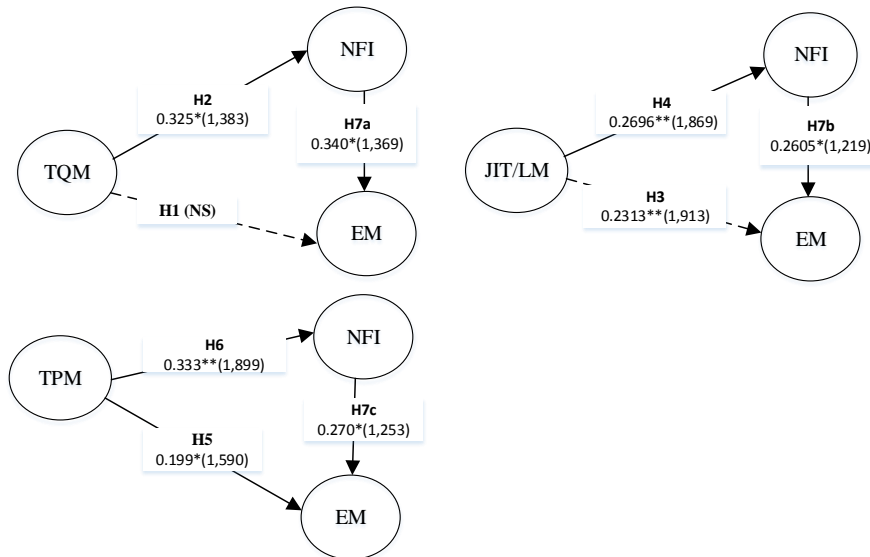 NFI
H2
0.325*(1,383)
H7a
0.340*(1,369)
TQM
H1 (NS)
EM
NFI
H4
0.2696**(1,869)
H7b
0.2605*(1,219)
JIT/LM
H3
0.2313**(1,913)
EM
NFI
H6
0.333**(1,899)
TPM
H7c
0.270*(1,253)
H5
0.199*(1,590)
EM